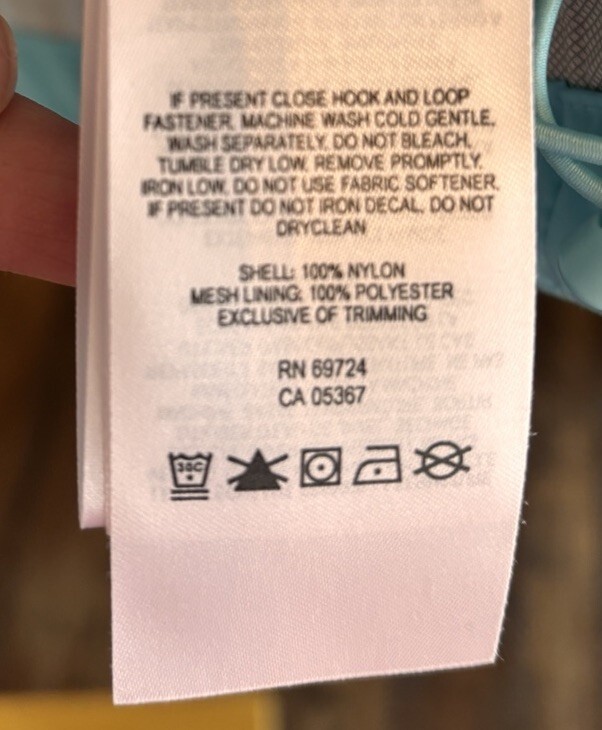 IF PRESENT CLOSE HOOK AND LOOP
FASTENER. MACHINE WASH COLD GENTLE.
WASH SEPARATELY. DO NOT BLEACH.
TUMBLE DRY LOW. REMOVE PROMPTLY.
IRON LOW. DO NOT USE FABRIC SOFTENER.
IF PRESENT DO NOT IRON DECAL. DO NOT
DRYCLEAN
SHELL: 100% NYLON
MESH LINING: 100% POLYESTER
EXCLUSIVE OF TRIMMING
RN 69724
CA 05367
30C